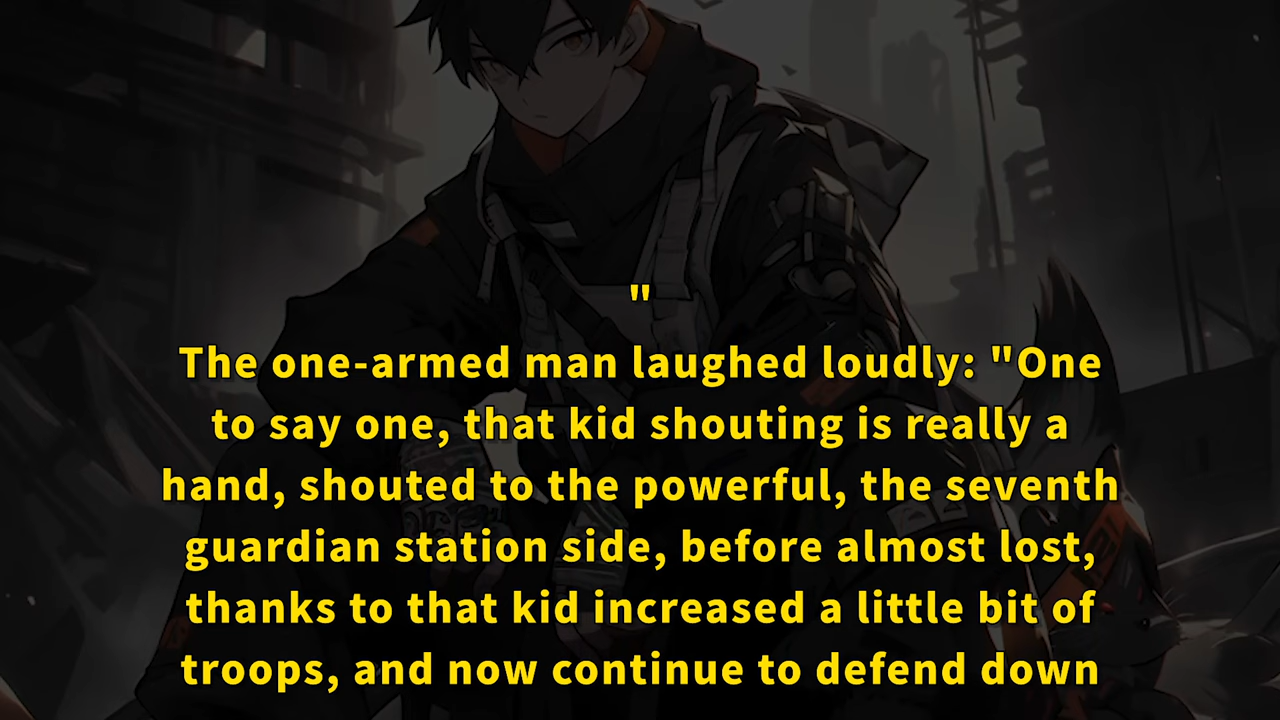 "
The one-armed man laughed loudly: "One
to say one, that kid shouting is really a
hand, shouted to the powerful, the seventh
guardian station side, before almost lost,
thanks to that kid increased a little bit of
troops, and now continue to defend down